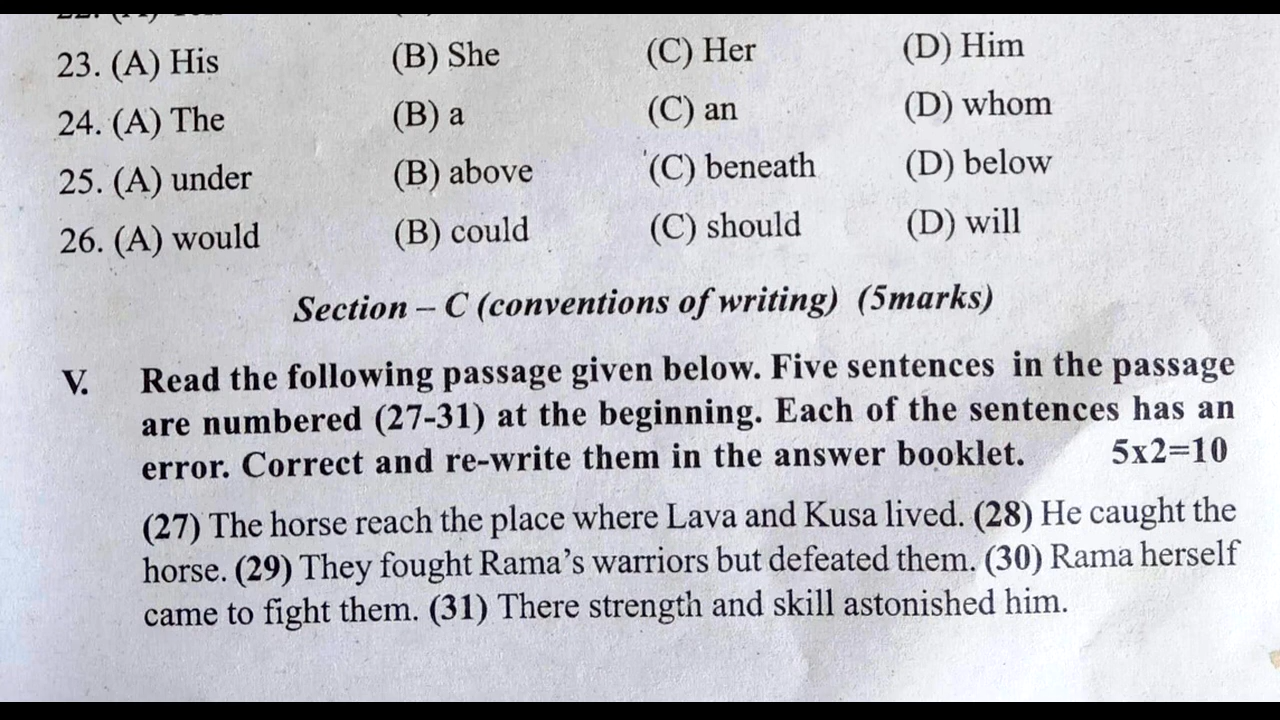 23. (A) His (B) She (C) Her (D) Him
24. (A) The (B) a (C) an (D) whom
25. (A) under (B) above (C) beneath (D) below
26. (A) would (B) could (C) should (D) will
Section – C (conventions of writing) (5marks)
V. Read the following passage given below. Five sentences in the passage
are numbered (27-31) at the beginning. Each of the sentences has an
error. Correct and re-write them in the answer booklet. 5x2=10
(27) The horse reach the place where Lava and Kusa lived. (28) He caught the
horse. (29) They fought Rama's warriors but defeated them. (30) Rama herself
came to fight them. (31) There strength and skill astonished him.